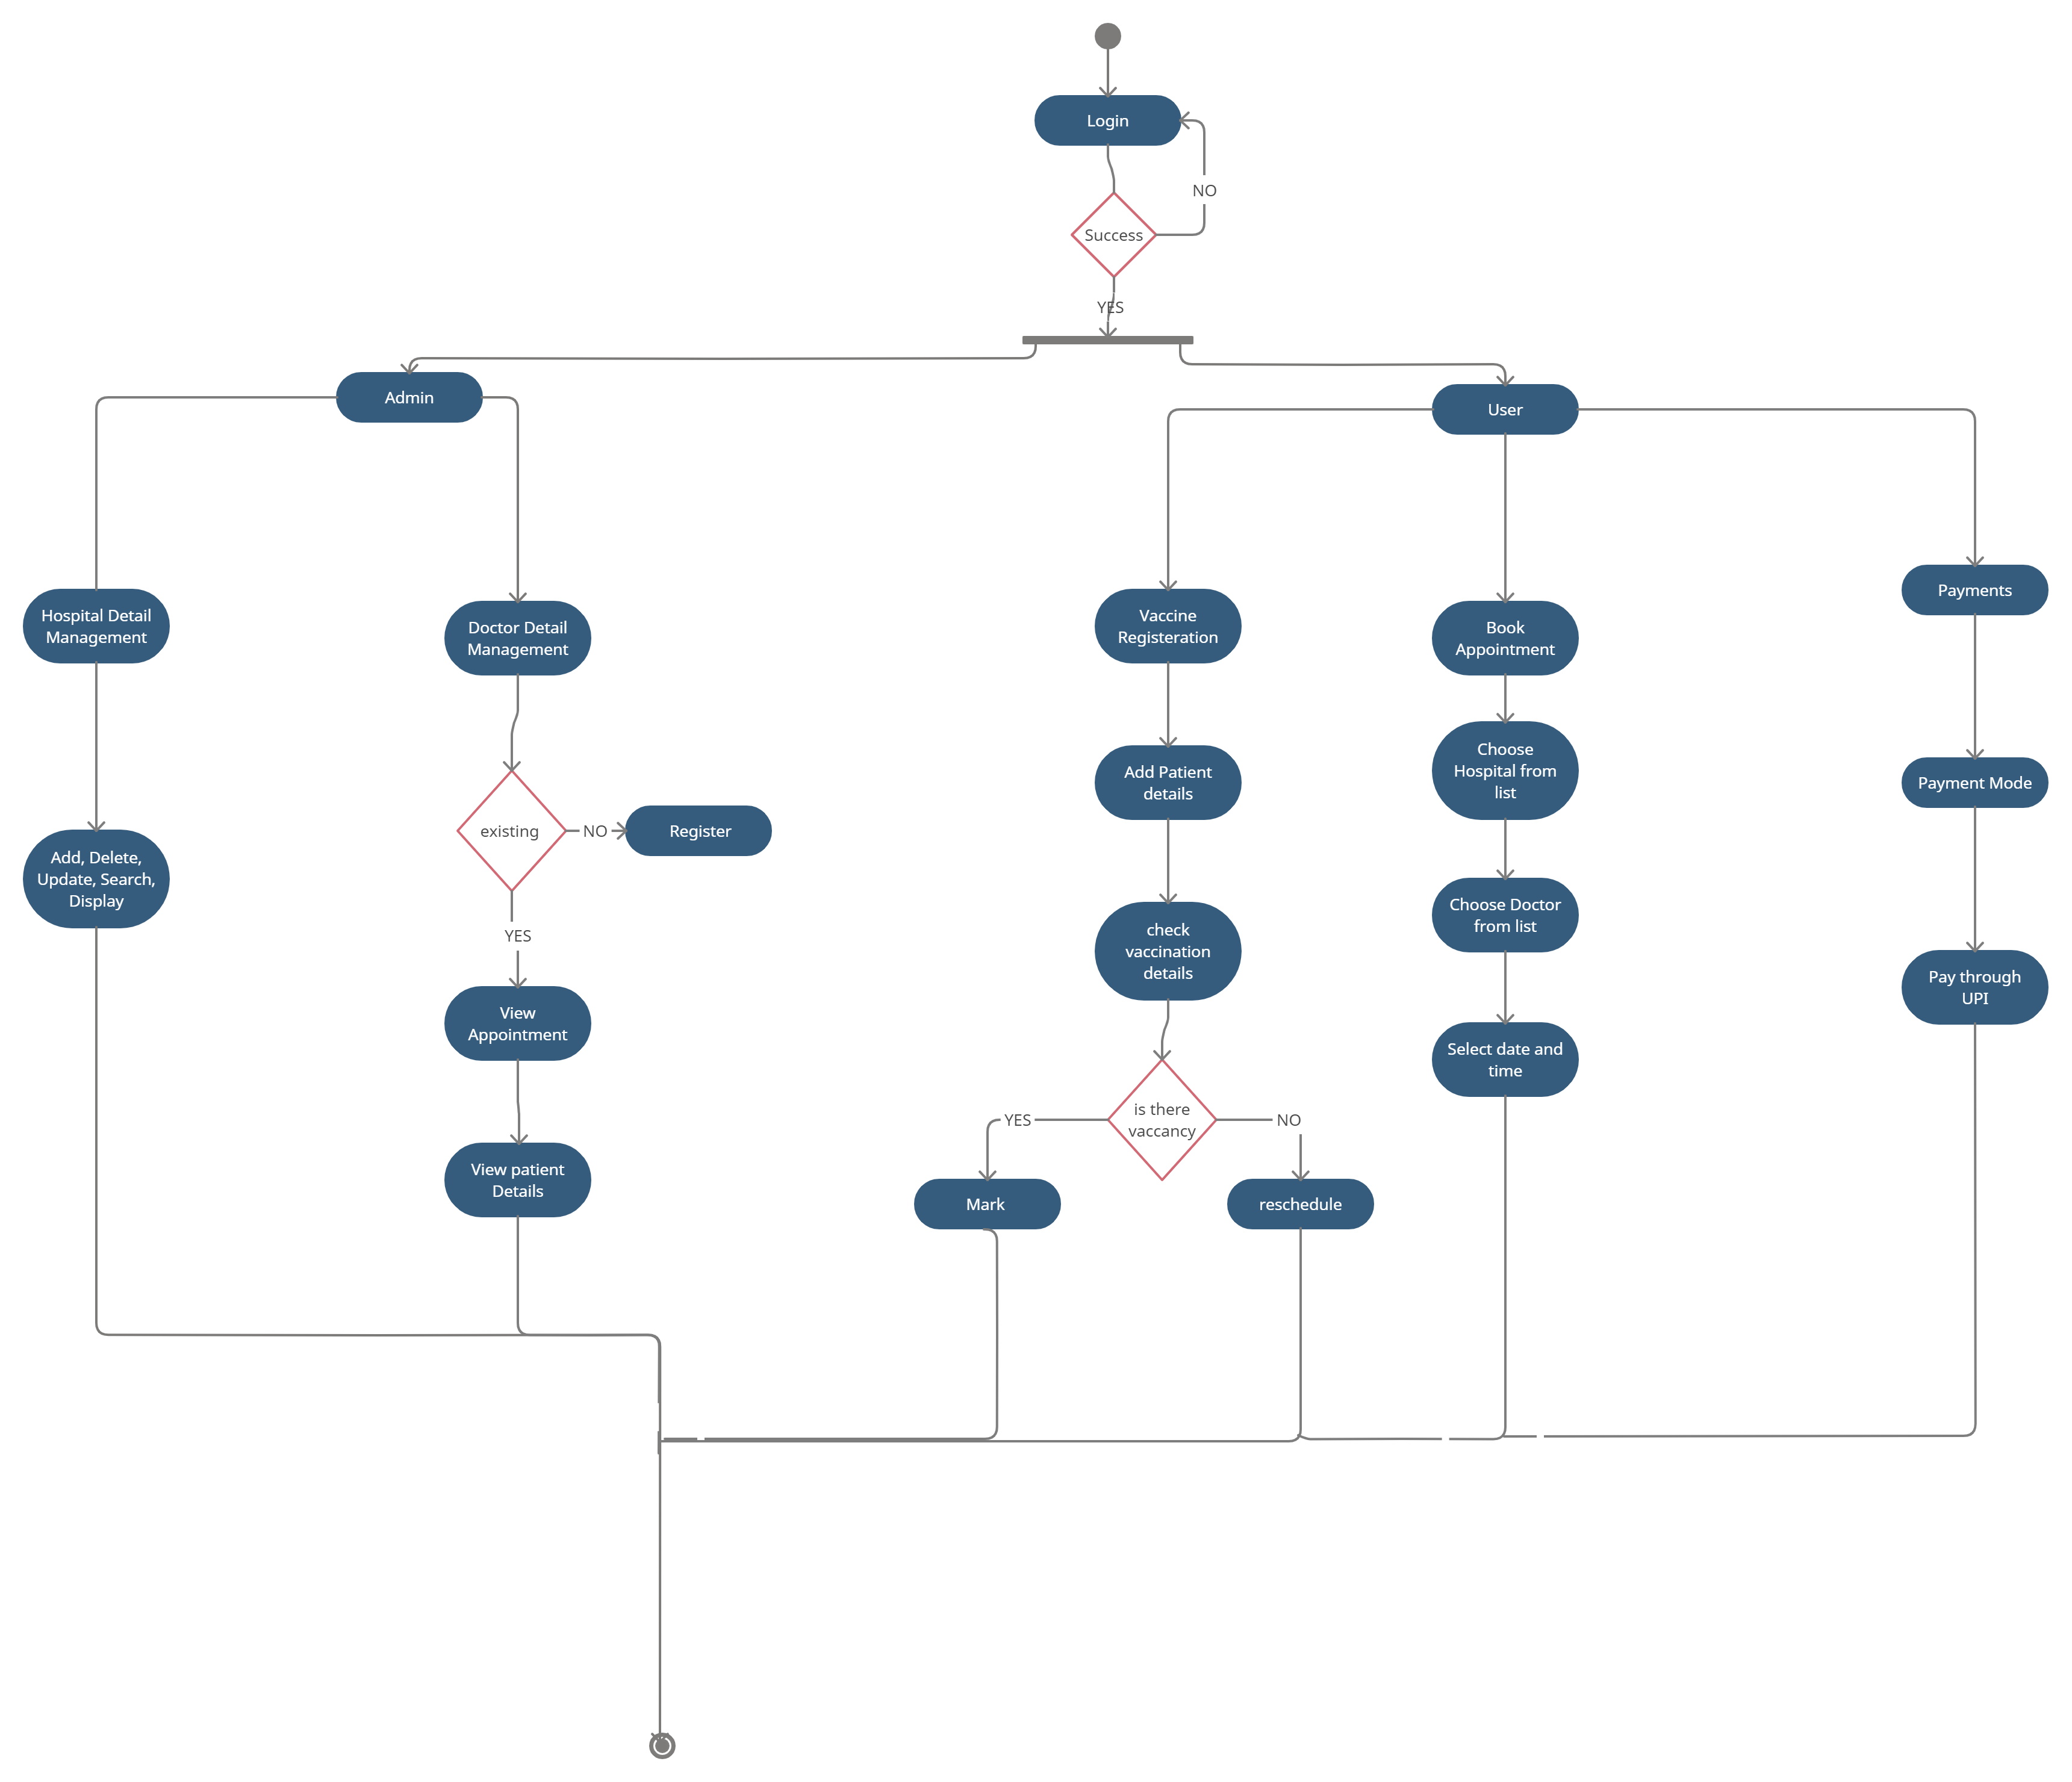 Login
NO
Success
YES
Admin
User
Hospital Detail
Management
Doctor Detail
Management
Vaccine
Registeration
Book
Appointment
Payments
Choose
Hospital from
list
Add Patient
details
Payment Mode
existing
NO
Register
Add, Delete,
Update, Search,
Display
Choose Doctor
from list
YES
check
vaccination
details
Pay through
UPI
View
Appointment
Select date and
time
is there
vaccancy
YES
NO
View patient
Details
Mark
reschedule